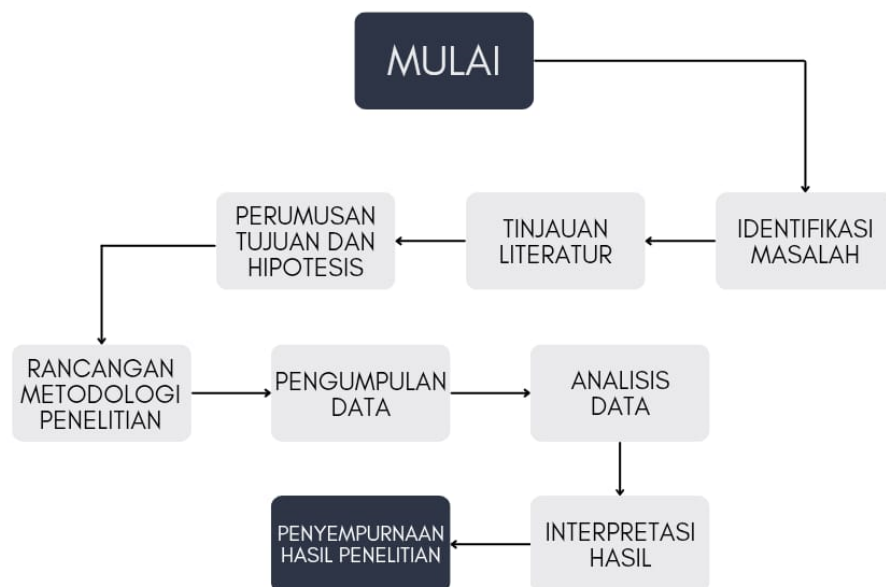 MULAI
IDENTIFIKASI
MASALAH
TINJAUAN
LITERATUR
PERUMUSAN
TUJUAN DAN
HIPOTESIS
RANCANGAN
METODOLOGI
PENELITIAN
PENGUMPULAN
DATA
ANALISIS
DATA
INTERPRETASI
HASIL
PENYEMPURNAAN
HASIL PENELITIAN